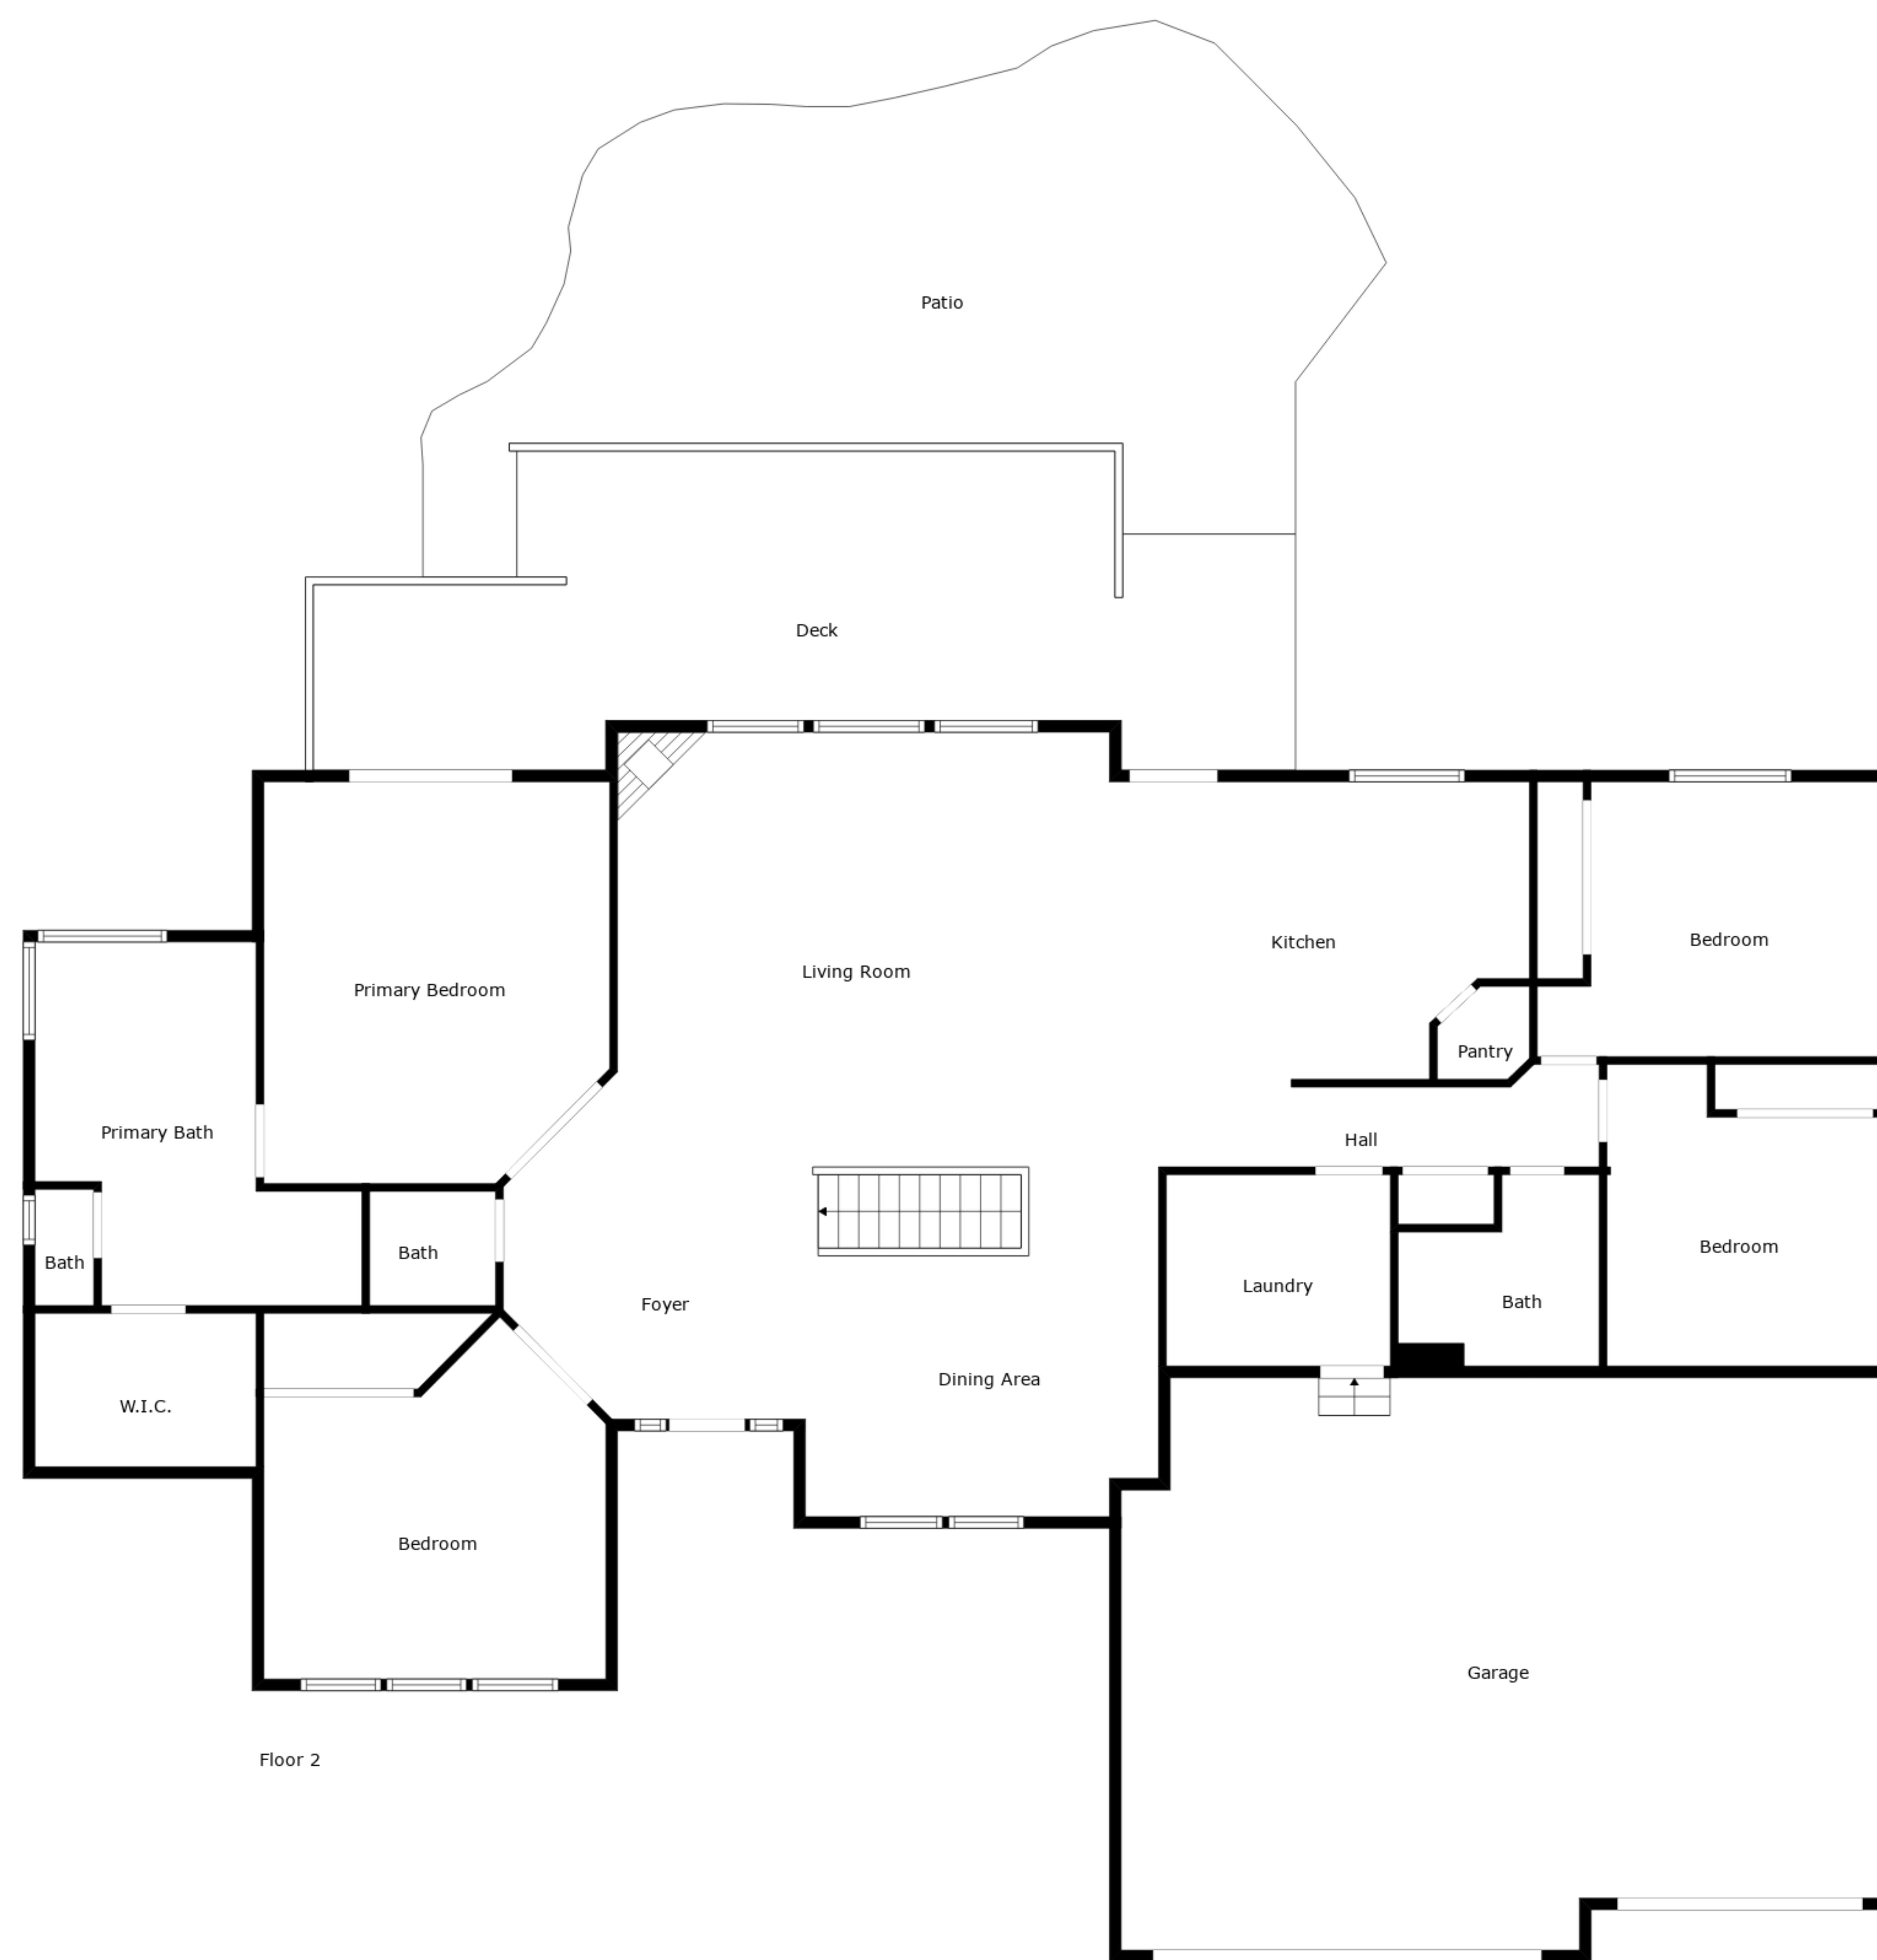 Patio
Deck
Kitchen
Bedroom
Living Room
Primary Bedroom
Pantry
Primary Bath
Hall
Bedroom
Bath
Bath
Laundry
Bath
Foyer
Dining Area
W.I.C.
Bedroom
Garage
Floor 2